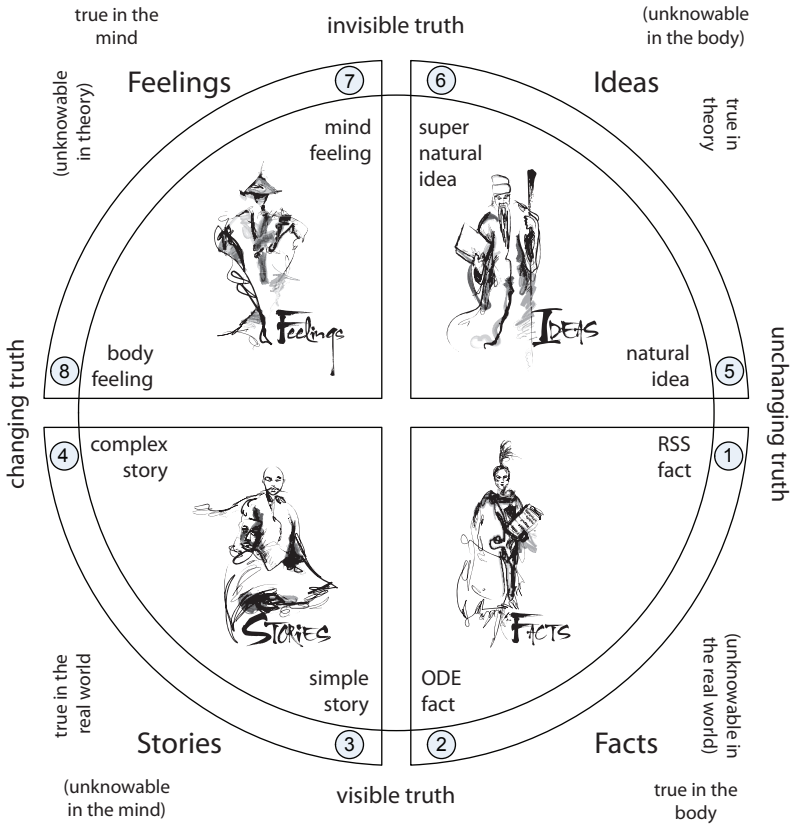 true in the
mind
invisible truth
(unknowable
in the body)
Feelings
7
6
Ideas
(unknowable
in theory)
true in
theory
mind
feeling
super
natural
idea
Feelings
IDEAS
body
feeling
8
natural
idea
5
changing truth
unchanging truth
4
complex
story
RSS
fact
1
STORIES
FACTS
true in the
real world
(unknowable in
the real world)
simple
story
ODE
fact
Stories
3
2
Facts
(unknowable
in the mind)
visible truth
true in the
body